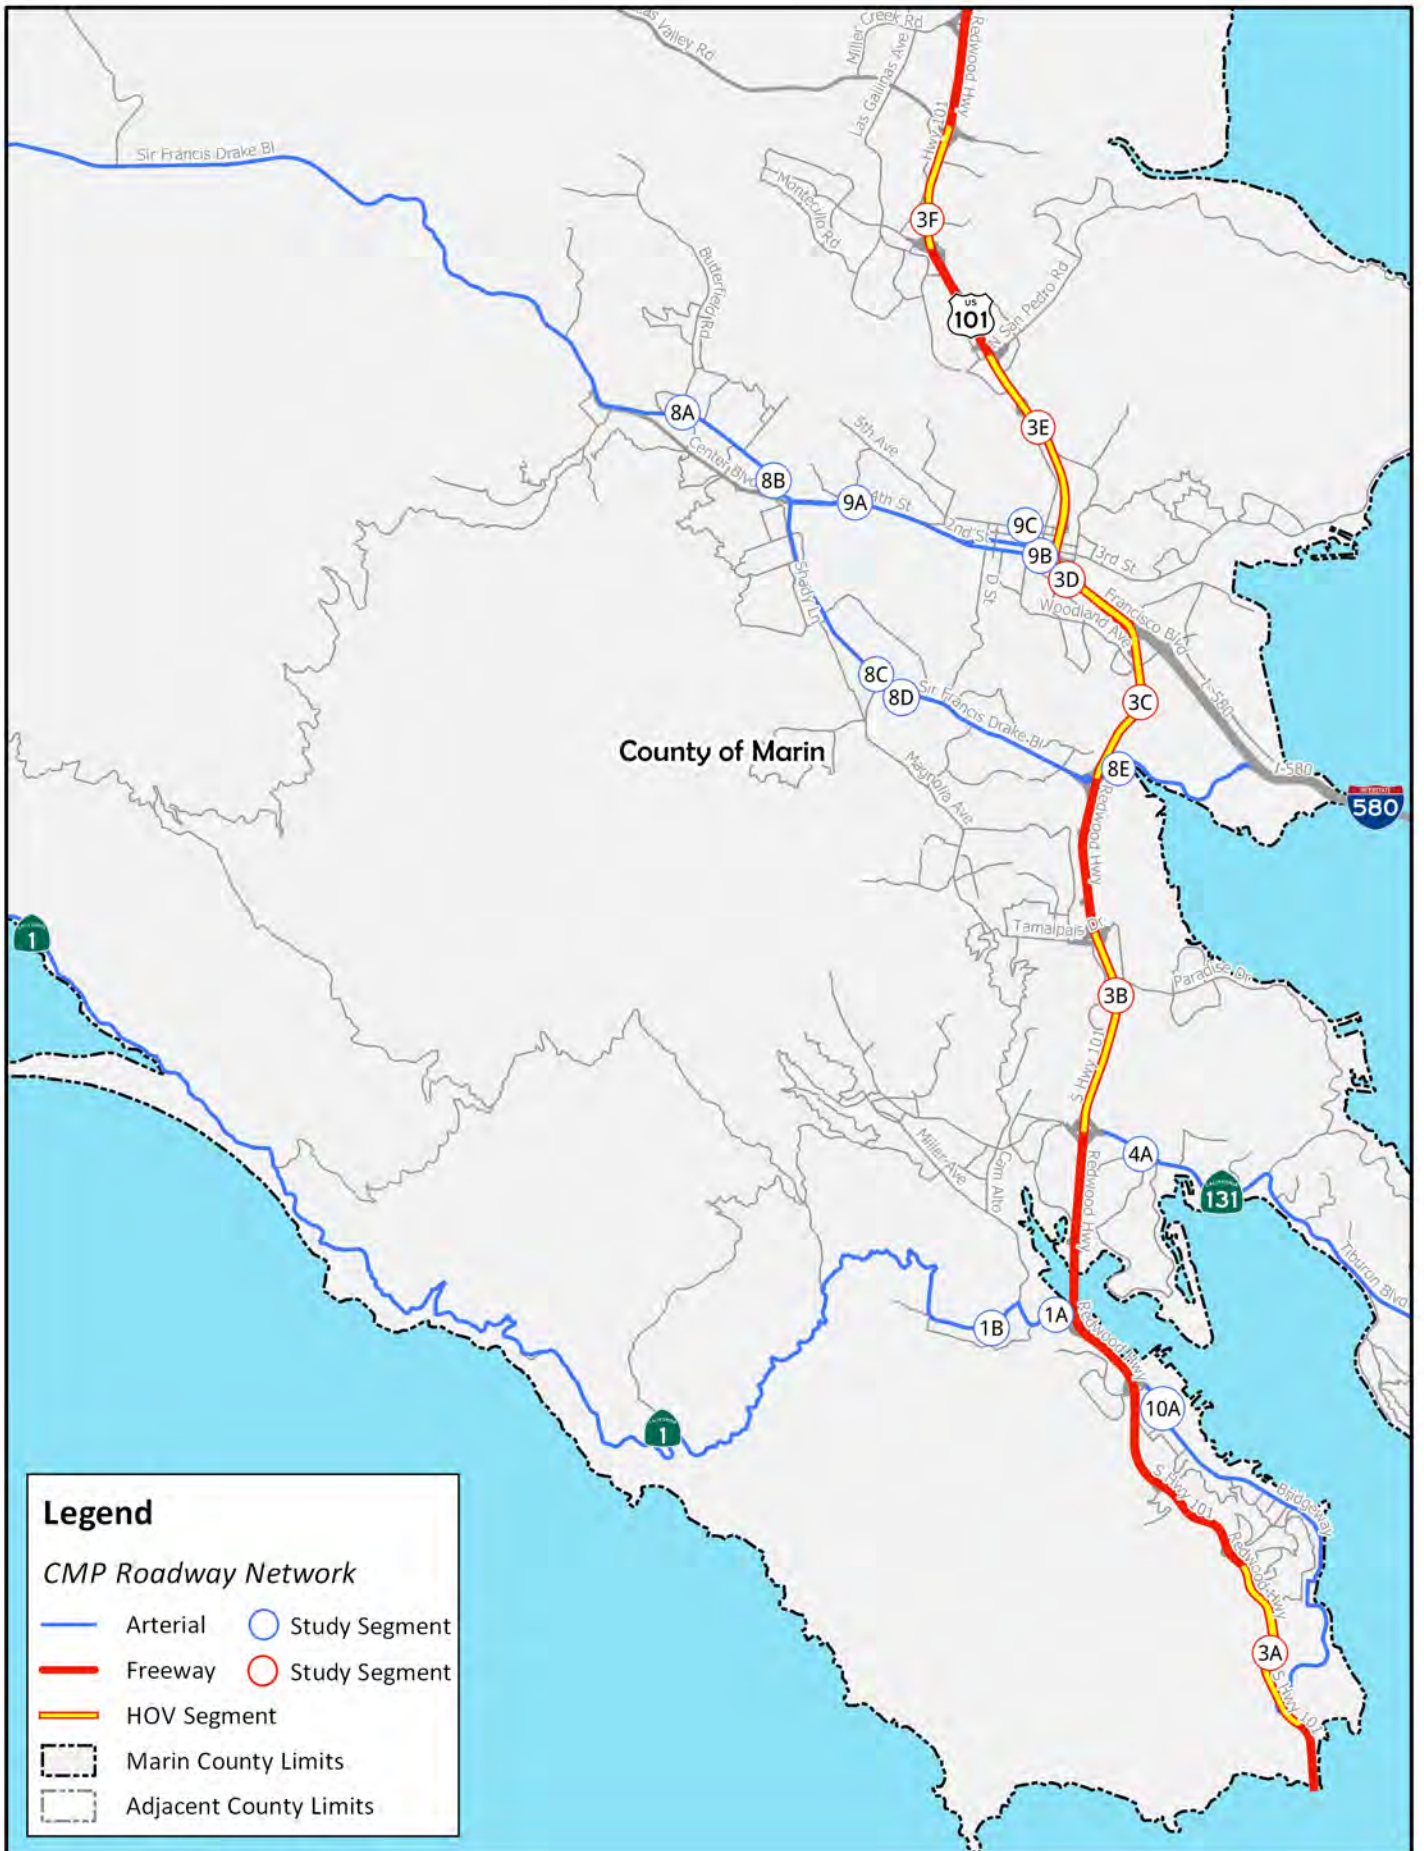 Miller Creek Rd
as Valley Rd
Las Gallinas Ave
Redwood Hwy
Hwy 101
Sir Francis Drake Bl
Montecillo Rd
3F
Butterfield Rd
US
101
N San Pedro Rd
8A
3E
5th Ave
Center Blvd
8B
9A
4th St
9C
2nd St
9B
3rd St
3D
D St
Woodland Ave
Francisco Blvd
Shady Ln
8C
8D
Sir Francis Drake Bl
3C
I-580
County of Marin
8E
I-580
INTERSTATE
580
Magnolia Ave
Redwood Hwy
1
Tamalpais Dr
Paradise Dr
3B
S Hwy 101
Miller Ave
Cam Alto
4A
Redwood Hwy
CALIFORNIA
131
Tiburon Blvd
1A
1B
Redwood Hwy
10A
CALIFORNIA
1
S Hwy 101
Bridgeway
Redwood Hwy
3A
S Hwy 101
Legend
CMP Roadway Network
Arterial Study Segment
Freeway Study Segment
HOV Segment
Marin County Limits
Adjacent County Limits